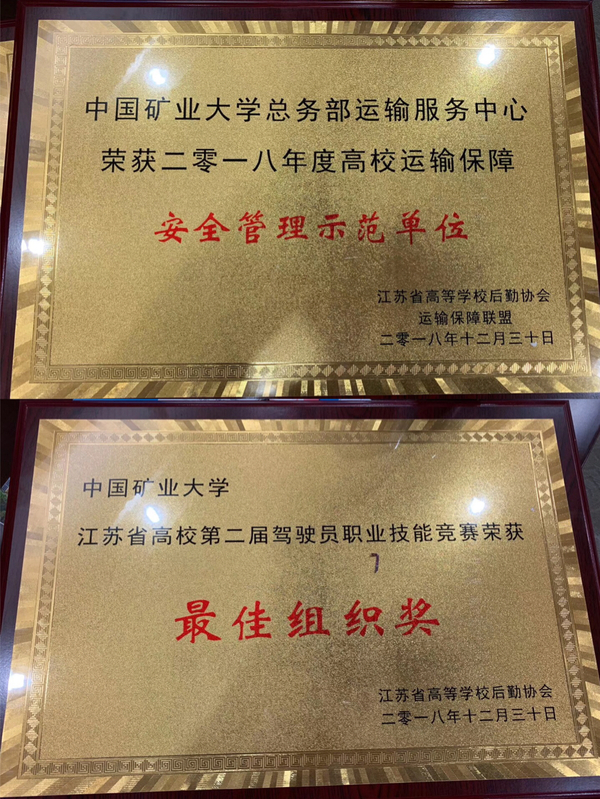 中国矿业大学总务部运输服务中心
荣获二零一八年度高校运输保障
安全管理示范单位
江苏省高等学校后勤协会
运输保障联盟
二零一八年十二月三十日
中国矿业大学
江苏省高校第二届驾驶员职业技能竞赛荣获
最佳组织奖
江苏省高等学校后勤协会
二零一八年十二月三十日